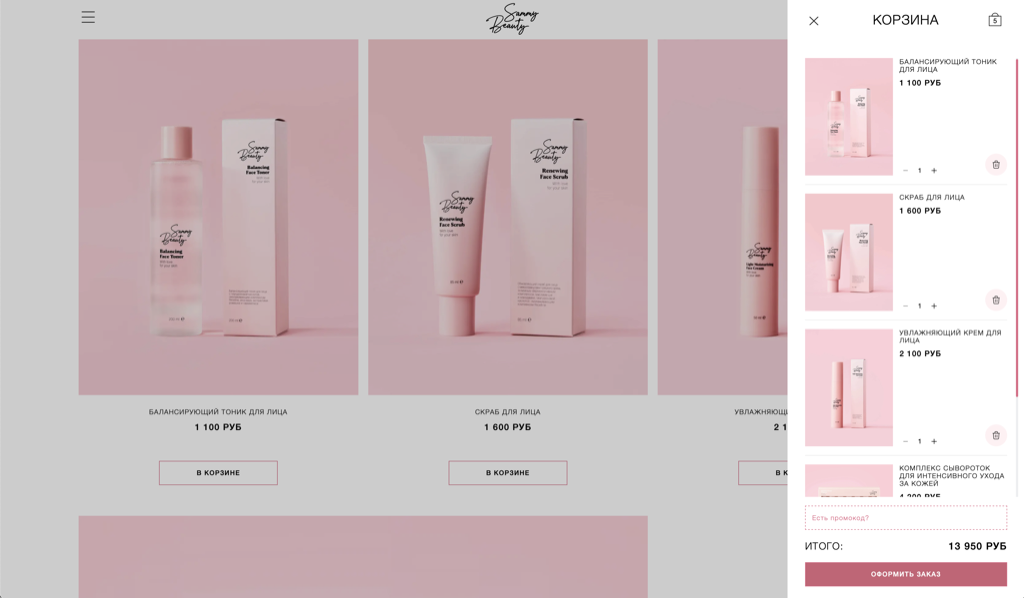 Sammy
Beauty
КОРЗИНА
5
Sammy
Beauty
Balancing
Face Toner
Sammy
Beauty
Balancing
Face Toner
Sammy
Beauty
Renewing
Face Scrub
Sammy
Beauty
Renewing
Face Scrub
Sammy
Beauty
БАЛАНСИРУЮЩИЙ ТОНИК ДЛЯ ЛИЦА
1 100 РУБ
В КОРЗИНЕ
СКРАБ ДЛЯ ЛИЦА
1 600 РУБ
В КОРЗИНЕ
УВЛАЖНЯЮЩ
2 1
В К
БАЛАНСИРУЮЩИЙ ТОНИК
ДЛЯ ЛИЦА
1 100 РУБ
− 1 +
СКРАБ ДЛЯ ЛИЦА
1 600 РУБ
− 1 +
УВЛАЖНЯЮЩИЙ КРЕМ ДЛЯ
ЛИЦА
2 100 РУБ
− 1 +
КОМПЛЕКС СЫВОРОТОК
ДЛЯ ИНТЕНСИВНОГО УХОДА
ЗА КОЖЕЙ
4 200 РУБ
Есть промокод?
ИТОГО: 13 950 РУБ
ОФОРМИТЬ ЗАКАЗ